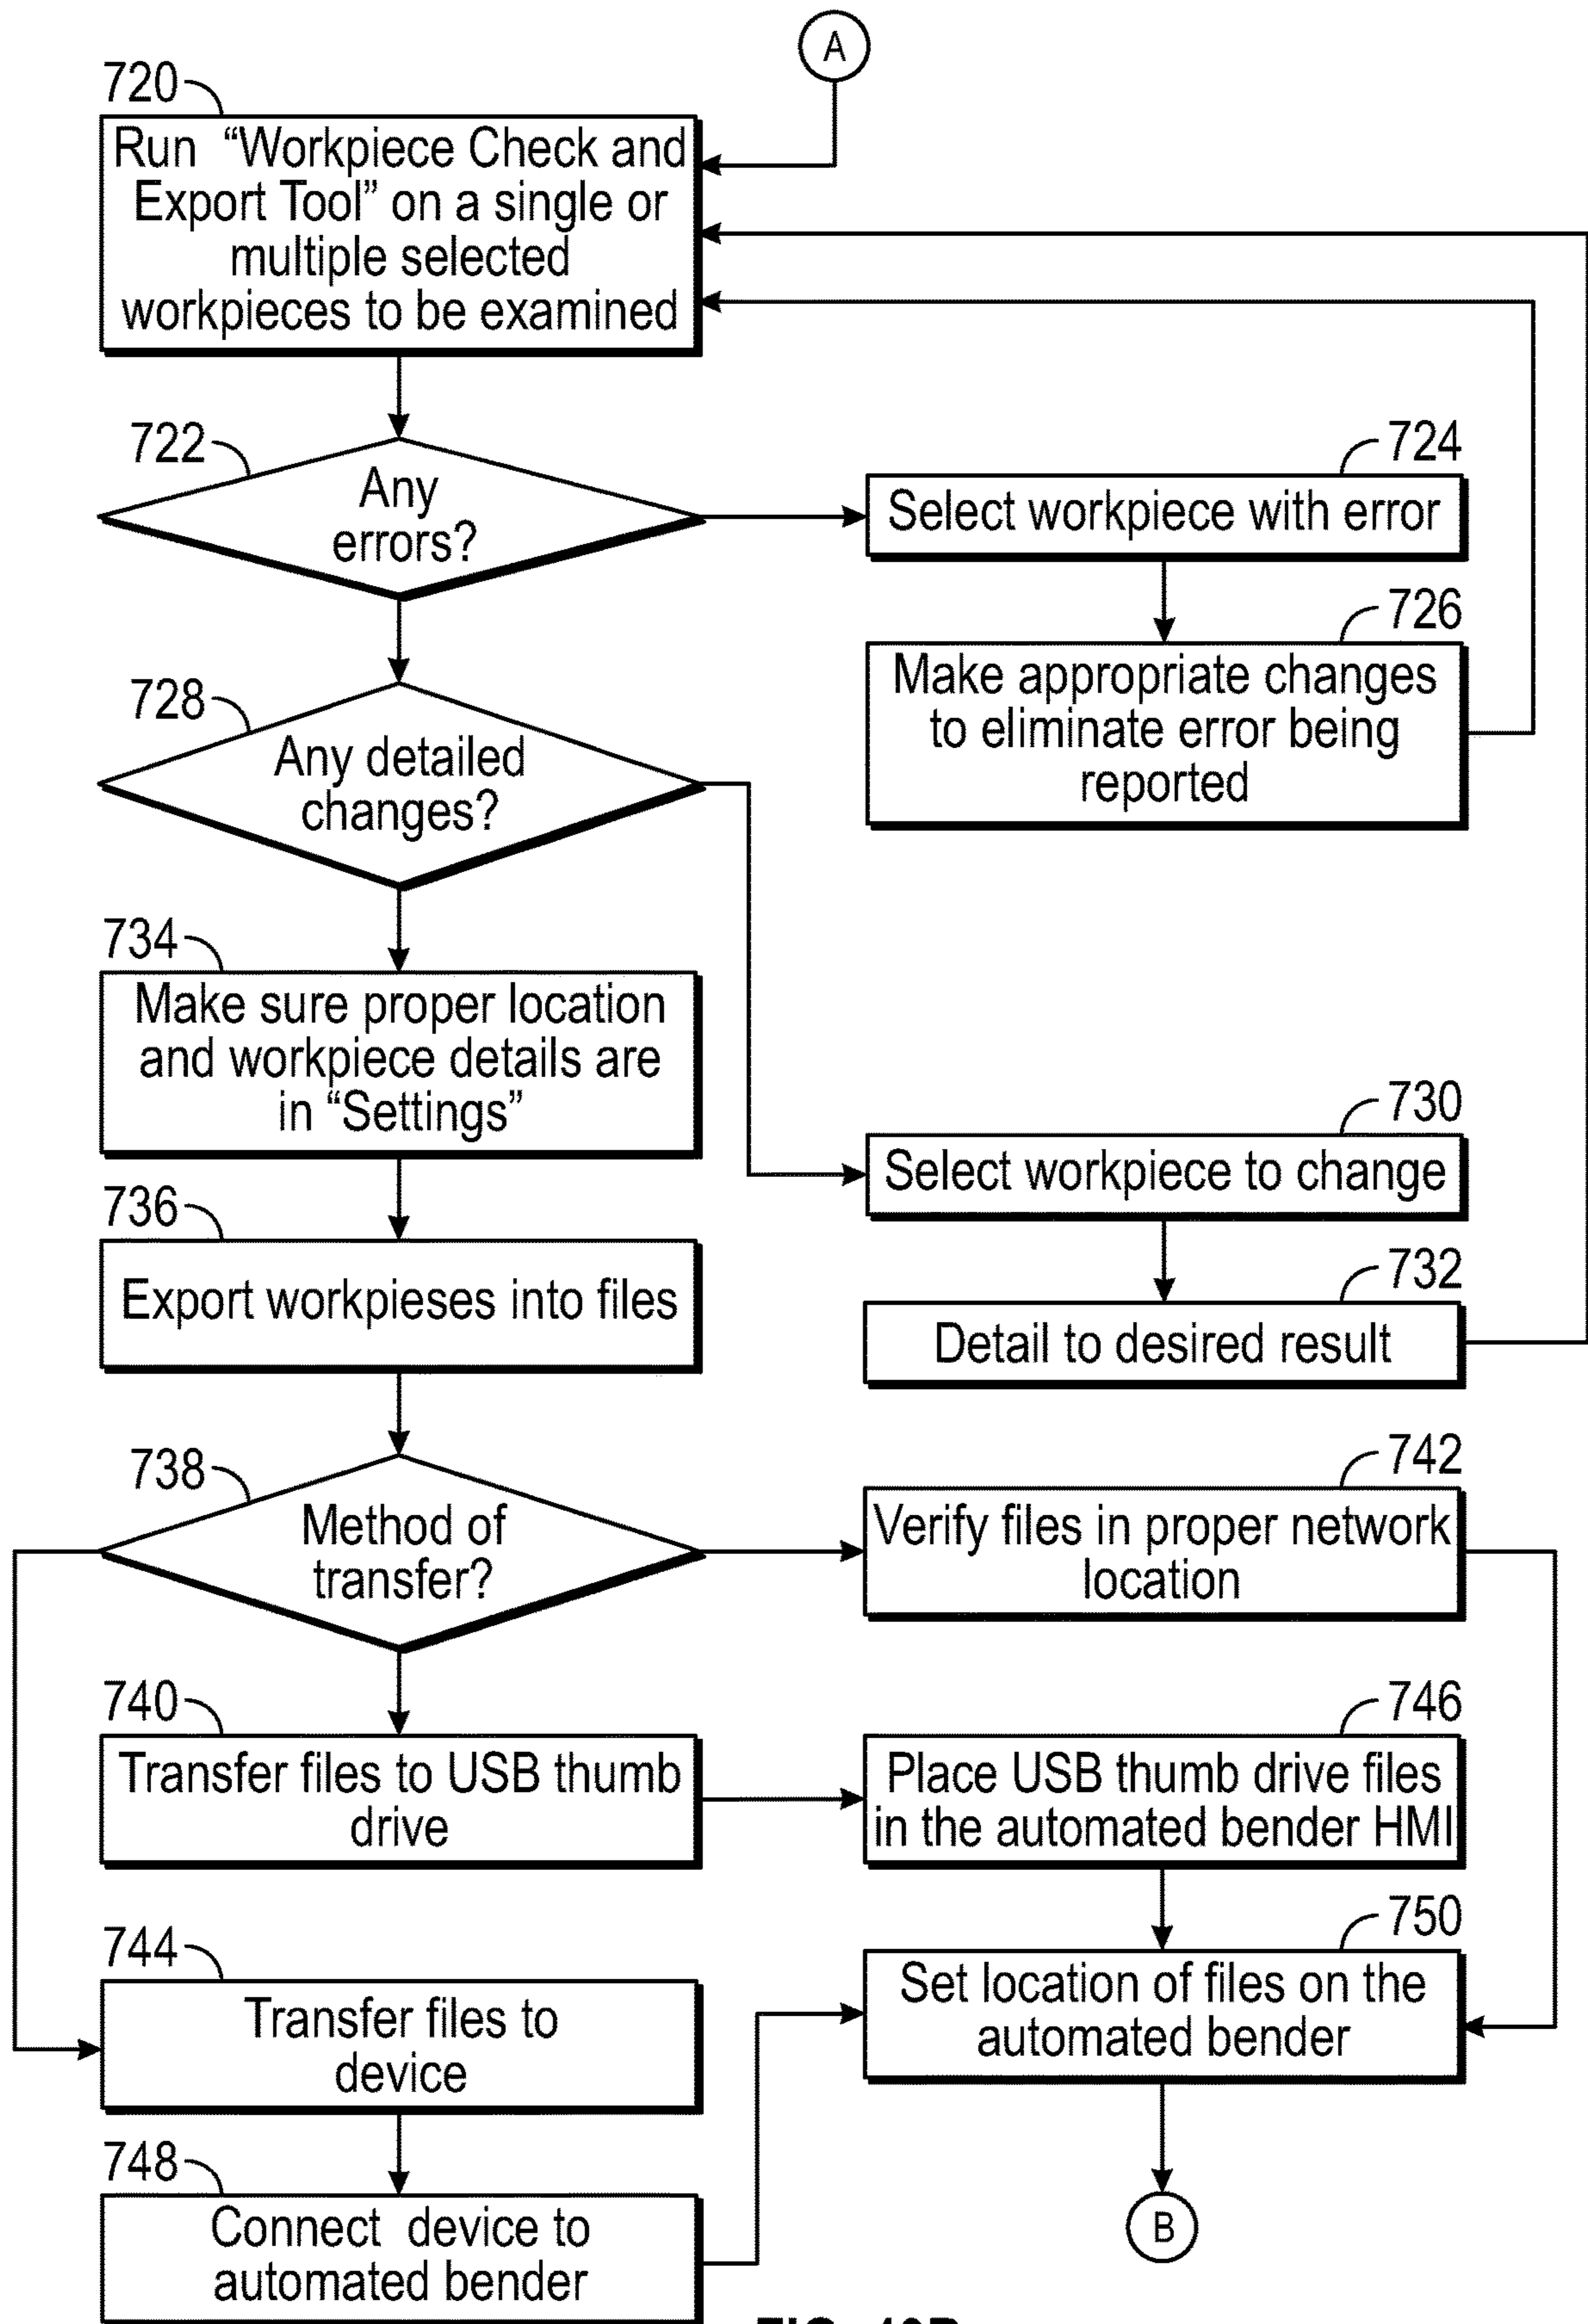 A
720
Run “Workpiece Check and
Export Tool” on a single or
multiple selected
workpieces to be examined
722
Any
errors?
724
Select workpiece with error
726
Make appropriate changes
to eliminate error being
reported
728
Any detailed
changes?
734
Make sure proper location
and workpiece details are
in “Settings”
730
Select workpiece to change
736
Export workpieses into files
732
Detail to desired result
738
Method of
transfer?
742
Verify files in proper network
location
740
Transfer files to USB thumb
drive
746
Place USB thumb drive files
in the automated bender HMI
744
Transfer files to
device
750
Set location of files on the
automated bender
748
Connect device to
automated bender
B